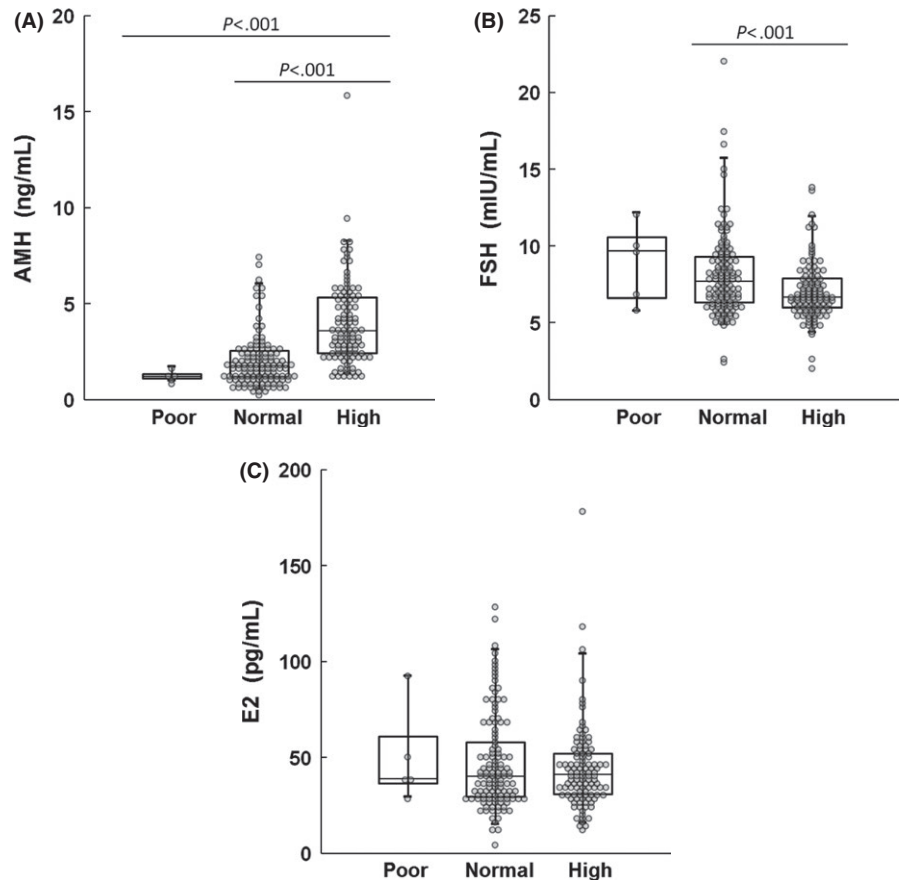 (A)
P<.001
P<.001
AMH (ng/mL)
20
15
10
5
0
Poor Normal High
(B)
P<.001
FSH (mIU/mL)
25
20
15
10
5
0
Poor Normal High
(C)
E2 (pg/mL)
200
150
100
50
0
Poor Normal High